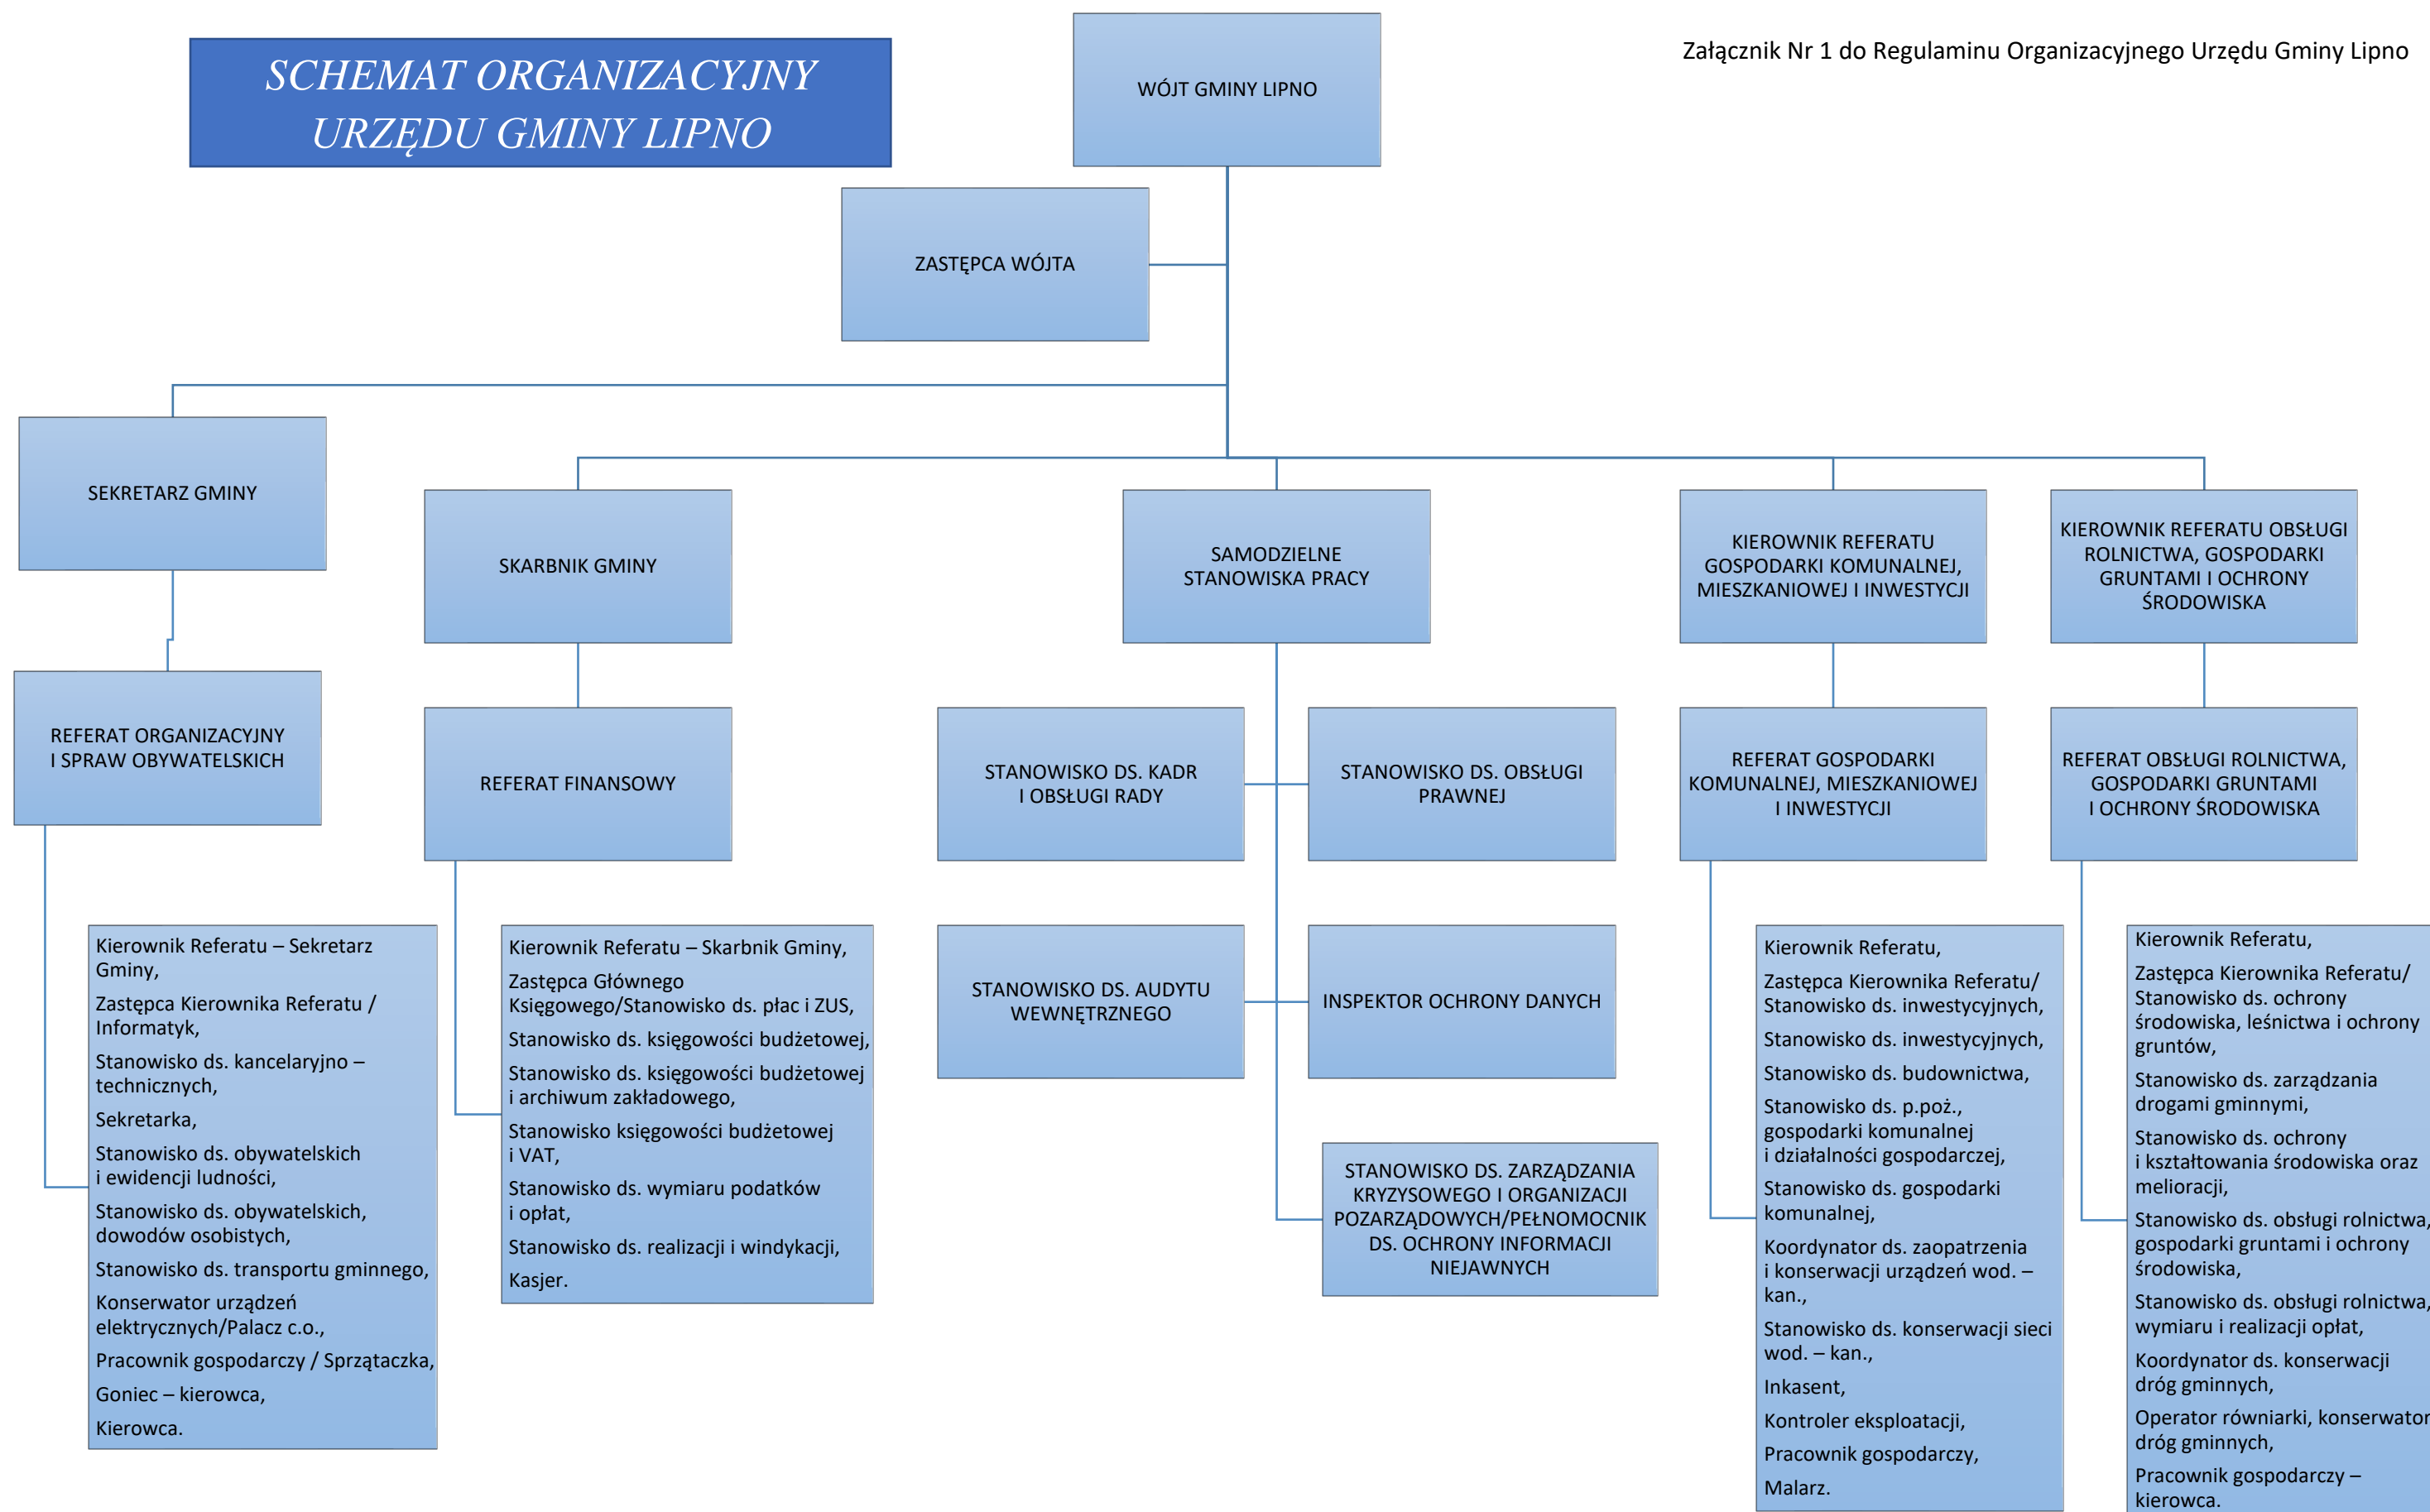 Załącznik Nr 1 do Regulaminu Organizacyjnego Urzędu Gminy Lipno
SCHEMAT ORGANIZACYJNY
URZĘDU GMINY LIPNO
WÓJT GMINY LIPNO
ZASTĘPCA WÓJTA
SEKRETARZ GMINY
SKARBNIK GMINY
SAMODZIELNE
STANOWISKA PRACY
KIEROWNIK REFERATU
GOSPODARKI KOMUNALNEJ,
MIESZKANIOWEJ I INWESTYCJI
KIEROWNIK REFERATU OBSŁUGI
ROLNICTWA, GOSPODARKI
GRUNTAMI I OCHRONY
ŚRODOWISKA
REFERAT ORGANIZACYJNY
I SPRAW OBYWATELSKICH
REFERAT FINANSOWY
STANOWISKO DS. KADR
I OBSŁUGI RADY
STANOWISKO DS. OBSŁUGI
PRAWNEJ
REFERAT GOSPODARKI
KOMUNALNEJ, MIESZKANIOWEJ
I INWESTYCJI
REFERAT OBSŁUGI ROLNICTWA,
GOSPODARKI GRUNTAMI
I OCHRONY ŚRODOWISKA
Kierownik Referatu – Sekretarz
Gminy,
Zastępca Kierownika Referatu /
Informatyk,
Stanowisko ds. kancelaryjno –
technicznych,
Sekretarka,
Stanowisko ds. obywatelskich
i ewidencji ludności,
Stanowisko ds. obywatelskich,
dowodów osobistych,
Stanowisko ds. transportu gminnego,
Konserwator urządzeń
elektrycznych/Palacz c.o.,
Pracownik gospodarczy / Sprzątaczka,
Goniec – kierowca,
Kierowca.
Kierownik Referatu – Skarbnik Gminy,
Zastępca Głównego
Księgowego/Stanowisko ds. płac i ZUS,
Stanowisko ds. księgowości budżetowej,
Stanowisko ds. księgowości budżetowej
i archiwum zakładowego,
Stanowisko księgowości budżetowej
i VAT,
Stanowisko ds. wymiaru podatków
i opłat,
Stanowisko ds. realizacji i windykacji,
Kasjer.
STANOWISKO DS. AUDYTU
WEWNĘTRZNEGO
INSPEKTOR OCHRONY DANYCH
STANOWISKO DS. ZARZĄDZANIA
KRYZYSOWEGO I ORGANIZACJI
POZARZĄDOWYCH/PEŁNOMOCNIK
DS. OCHRONY INFORMACJI
NIEJAWNYCH
Kierownik Referatu,
Zastępca Kierownika Referatu/
Stanowisko ds. inwestycyjnych,
Stanowisko ds. inwestycyjnych,
Stanowisko ds. budownictwa,
Stanowisko ds. p.poż.,
gospodarki komunalnej
i działalności gospodarczej,
Stanowisko ds. gospodarki
komunalnej,
Koordynator ds. zaopatrzenia
i konserwacji urządzeń wod. –
kan.,
Stanowisko ds. konserwacji sieci
wod. – kan.,
Inkasent,
Kontroler eksploatacji,
Pracownik gospodarczy,
Malarz.
Kierownik Referatu,
Zastępca Kierownika Referatu/
Stanowisko ds. ochrony
środowiska, leśnictwa i ochrony
gruntów,
Stanowisko ds. zarządzania
drogami gminnymi,
Stanowisko ds. ochrony
i kształtowania środowiska oraz
melioracji,
Stanowisko ds. obsługi rolnictwa,
gospodarki gruntami i ochrony
środowiska,
Stanowisko ds. obsługi rolnictwa,
wymiaru i realizacji opłat,
Koordynator ds. konserwacji
dróg gminnych,
Operator równiarki, konserwator
dróg gminnych,
Pracownik gospodarczy –
kierowca.